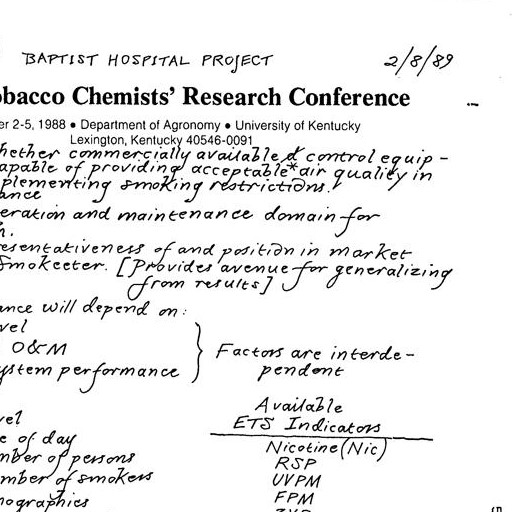 BAPTIST HOSPITAL PROJECT 2/8/89
obacco Chemists' Research Conference
er 2-5, 1988 • Department of Agronomy • University of Kentucky
Lexington, Kentucky 40546-0091
hether commercially available control equip-
apable of providing acceptable* air quality in
plementing smoking restrictions.
ance
eration and maintenance domain for
n.
esentativeness of and position in market
Smokeeter. [Provides avenue for generalizing
from results]
ance will depend on:
vel
O&M
ystem performance
Factors are interde-
pendent
Available
ETS Indicators
vel
e of day
mber of persons
mber of smokers
mographics
Nicotine (Nic)
RSP
UVPM
FPM